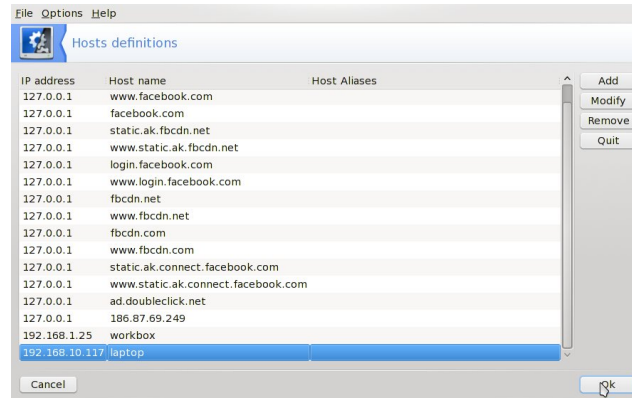 File Options Help
Hosts definitions
IP address Host name Host Aliases
127.0.0.1 www.facebook.com
127.0.0.1 facebook.com
127.0.0.1 static.ak.fbcdn.net
127.0.0.1 www.static.ak.fbcdn.net
127.0.0.1 login.facebook.com
127.0.0.1 www.login.facebook.com
127.0.0.1 fbcdn.net
127.0.0.1 www.fbcdn.net
127.0.0.1 fbcdn.com
127.0.0.1 www.fbcdn.com
127.0.0.1 static.ak.connect.facebook.com
127.0.0.1 www.static.ak.connect.facebook.com
127.0.0.1 ad.doubleclick.net
127.0.0.1 186.87.69.249
192.168.1.25 workbox
192.168.10.117 laptop
Add
Modify
Remove
Quit
Cancel
Ok